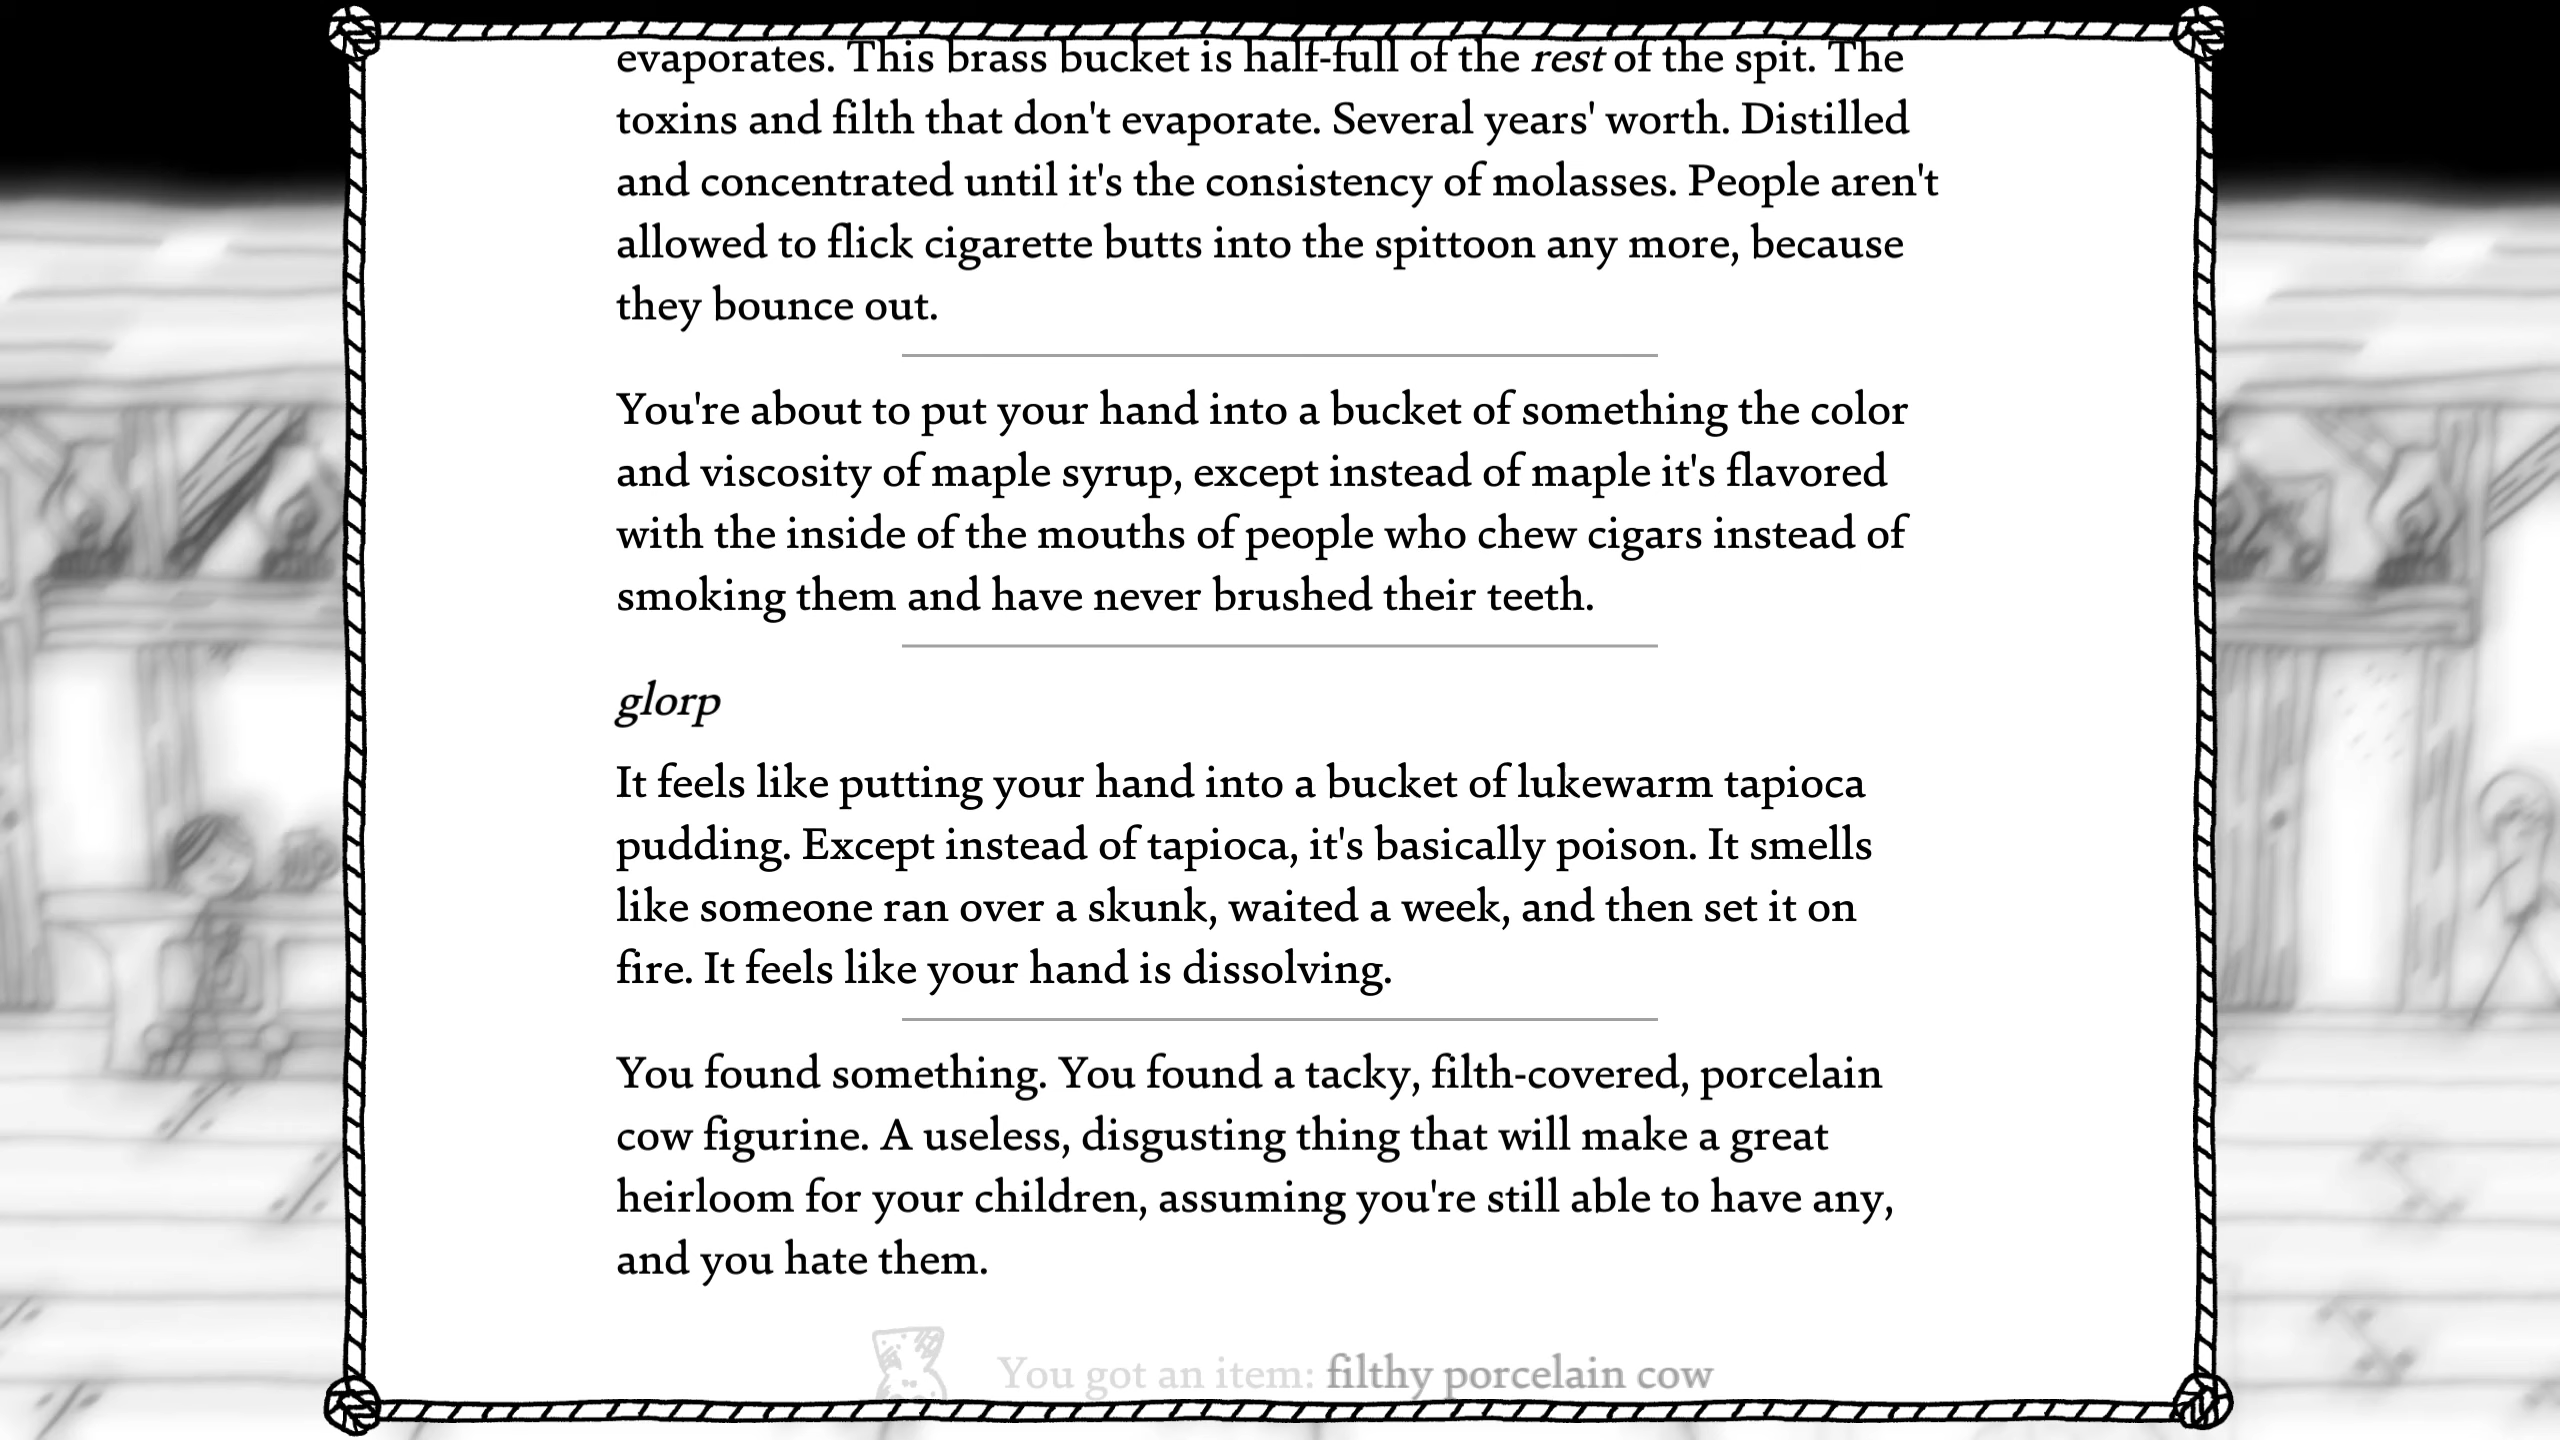 evaporates. This brass bucket is half-full of the rest of the spit. The
toxins and filth that don't evaporate. Several years' worth. Distilled
and concentrated until it's the consistency of molasses. People aren't
allowed to flick cigarette butts into the spittoon any more, because
they bounce out.
You're about to put your hand into a bucket of something the color
and viscosity of maple syrup, except instead of maple it's flavored
with the inside of the mouths of people who chew cigars instead of
smoking them and have never brushed their teeth.
glorp
It feels like putting your hand into a bucket of lukewarm tapioca
pudding. Except instead of tapioca, it's basically poison. It smells
like someone ran over a skunk, waited a week, and then set it on
fire. It feels like your hand is dissolving.
You found something. You found a tacky, filth-covered, porcelain
cow figurine. A useless, disgusting thing that will make a great
heirloom for your children, assuming you're still able to have any,
and you hate them.
You got an item: filthy porcelain cow